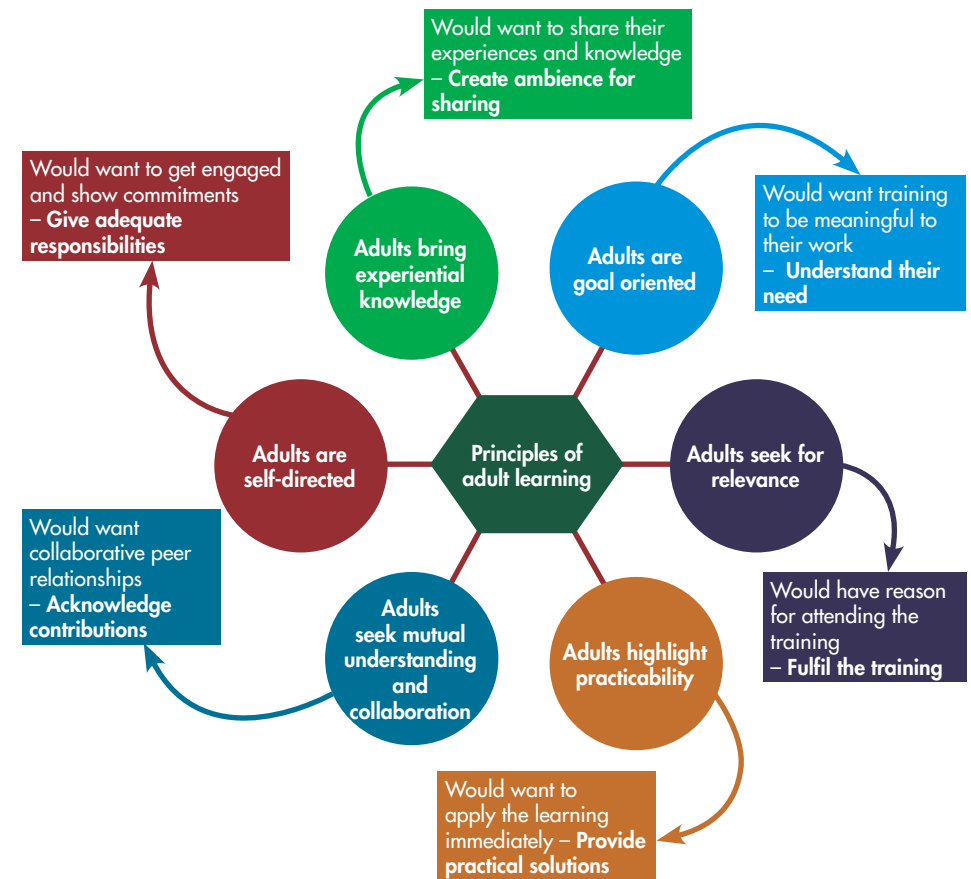 Would want to share their
experiences and knowledge
– Create ambience for
sharing
Would want to get engaged
and show commitments
– Give adequate
responsibilities
Would want training
to be meaningful to
their work
– Understand their
need
Adults bring
experiential
knowledge
Adults are
goal oriented
Adults are
self-directed
Principles of
adult learning
Adults seek for
relevance
Would want
collaborative peer
relationships
– Acknowledge
contributions
Adults
seek mutual
understanding
and
collaboration
Adults highlight
practicability
Would have reason
for attending the
training
– Fulfil the training
Would want to
apply the learning
immediately – Provide
practical solutions